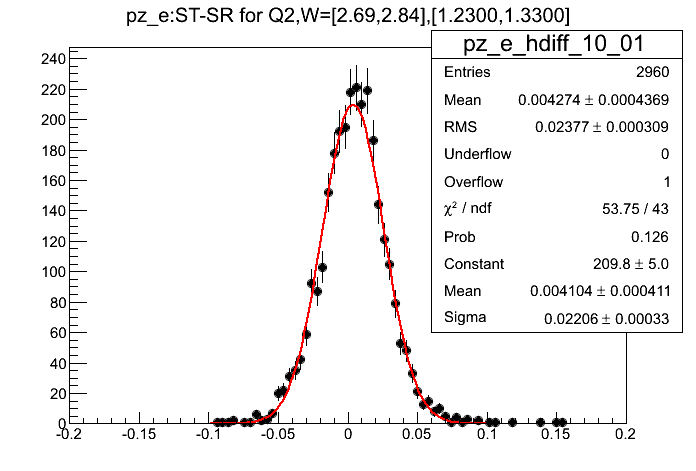 pz_e:ST-SR for Q2,W=[2.69,2.84],[1.2300,1.3300]
pz_e_hdiff_10_01
Entries 2960
Mean 0.004274 ± 0.0004369
RMS 0.02377 ± 0.000309
Underflow 0
Overflow 1
χ² / ndf 53.75 / 43
Prob 0.126
Constant 209.8 ± 5.0
Mean 0.004104 ± 0.000411
Sigma 0.02206 ± 0.00033
240
220
200
180
160
140
120
100
80
60
40
20
0
-0.2 -0.15 -0.1 -0.05 0 0.05 0.1 0.15 0.2